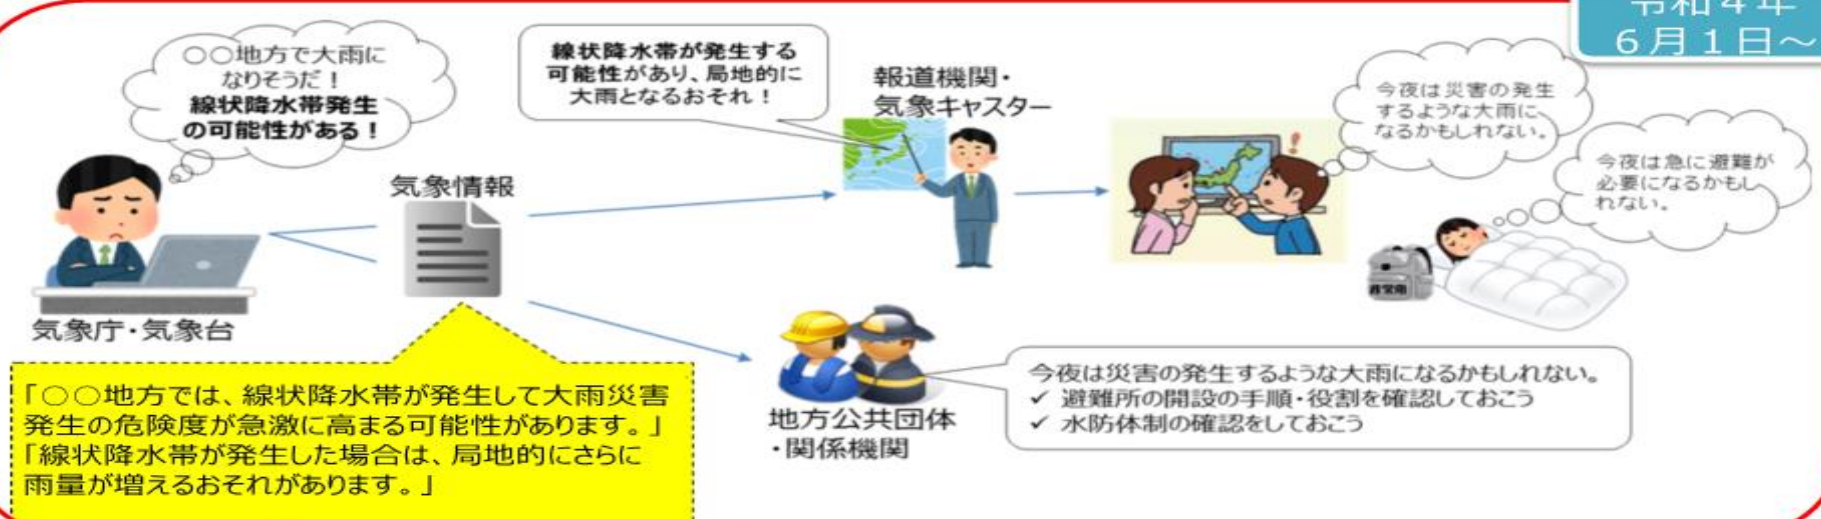 令和４年
６月１日～
○○地方で大雨に
なりそうだ！
線状降水帯発生
の可能性がある！
線状降水帯が発生する
可能性があり、局地的に
大雨となるおそれ！
報道機関・
気象キャスター
今夜は災害の発生
するような大雨に
なるかもしれない。
今夜は急に避難が
必要になるかもし
れない。
気象情報
非常用
気象庁・気象台
「○○地方では、線状降水帯が発生して大雨災害
発生の危険度が急激に高まる可能性があります。」
「線状降水帯が発生した場合は、局地的にさらに
雨量が増えるおそれがあります。」
地方公共団体
・関係機関
今夜は災害の発生するような大雨になるかもしれない。
✓ 避難所の開設の手順・役割を確認しておこう
✓ 水防体制の確認をしておこう